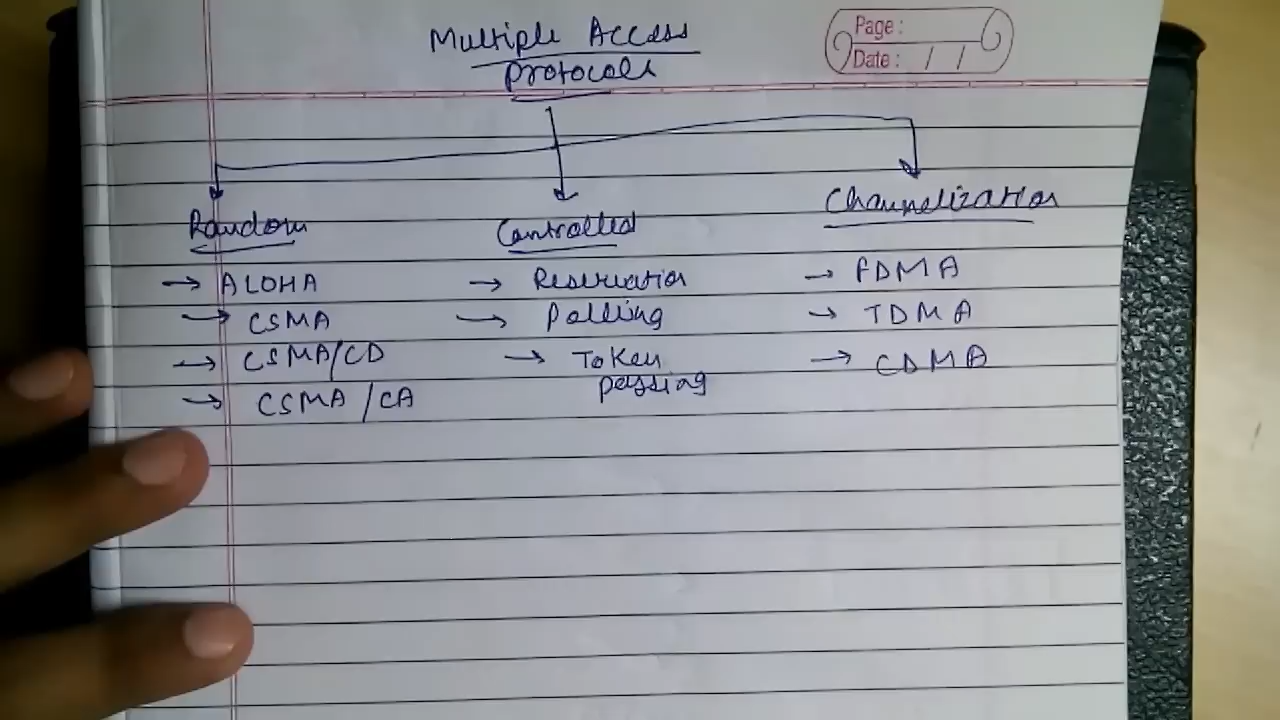 Multiple Access
Protocols
Page:
Date: / /
Random
→ ALOHA
→ CSMA
→ CSMA/CD
→ CSMA/CA
Controlled
→ Reservation
→ Polling
→ Token
passing
Channelization
→ FDMA
→ TDMA
→ CDMA